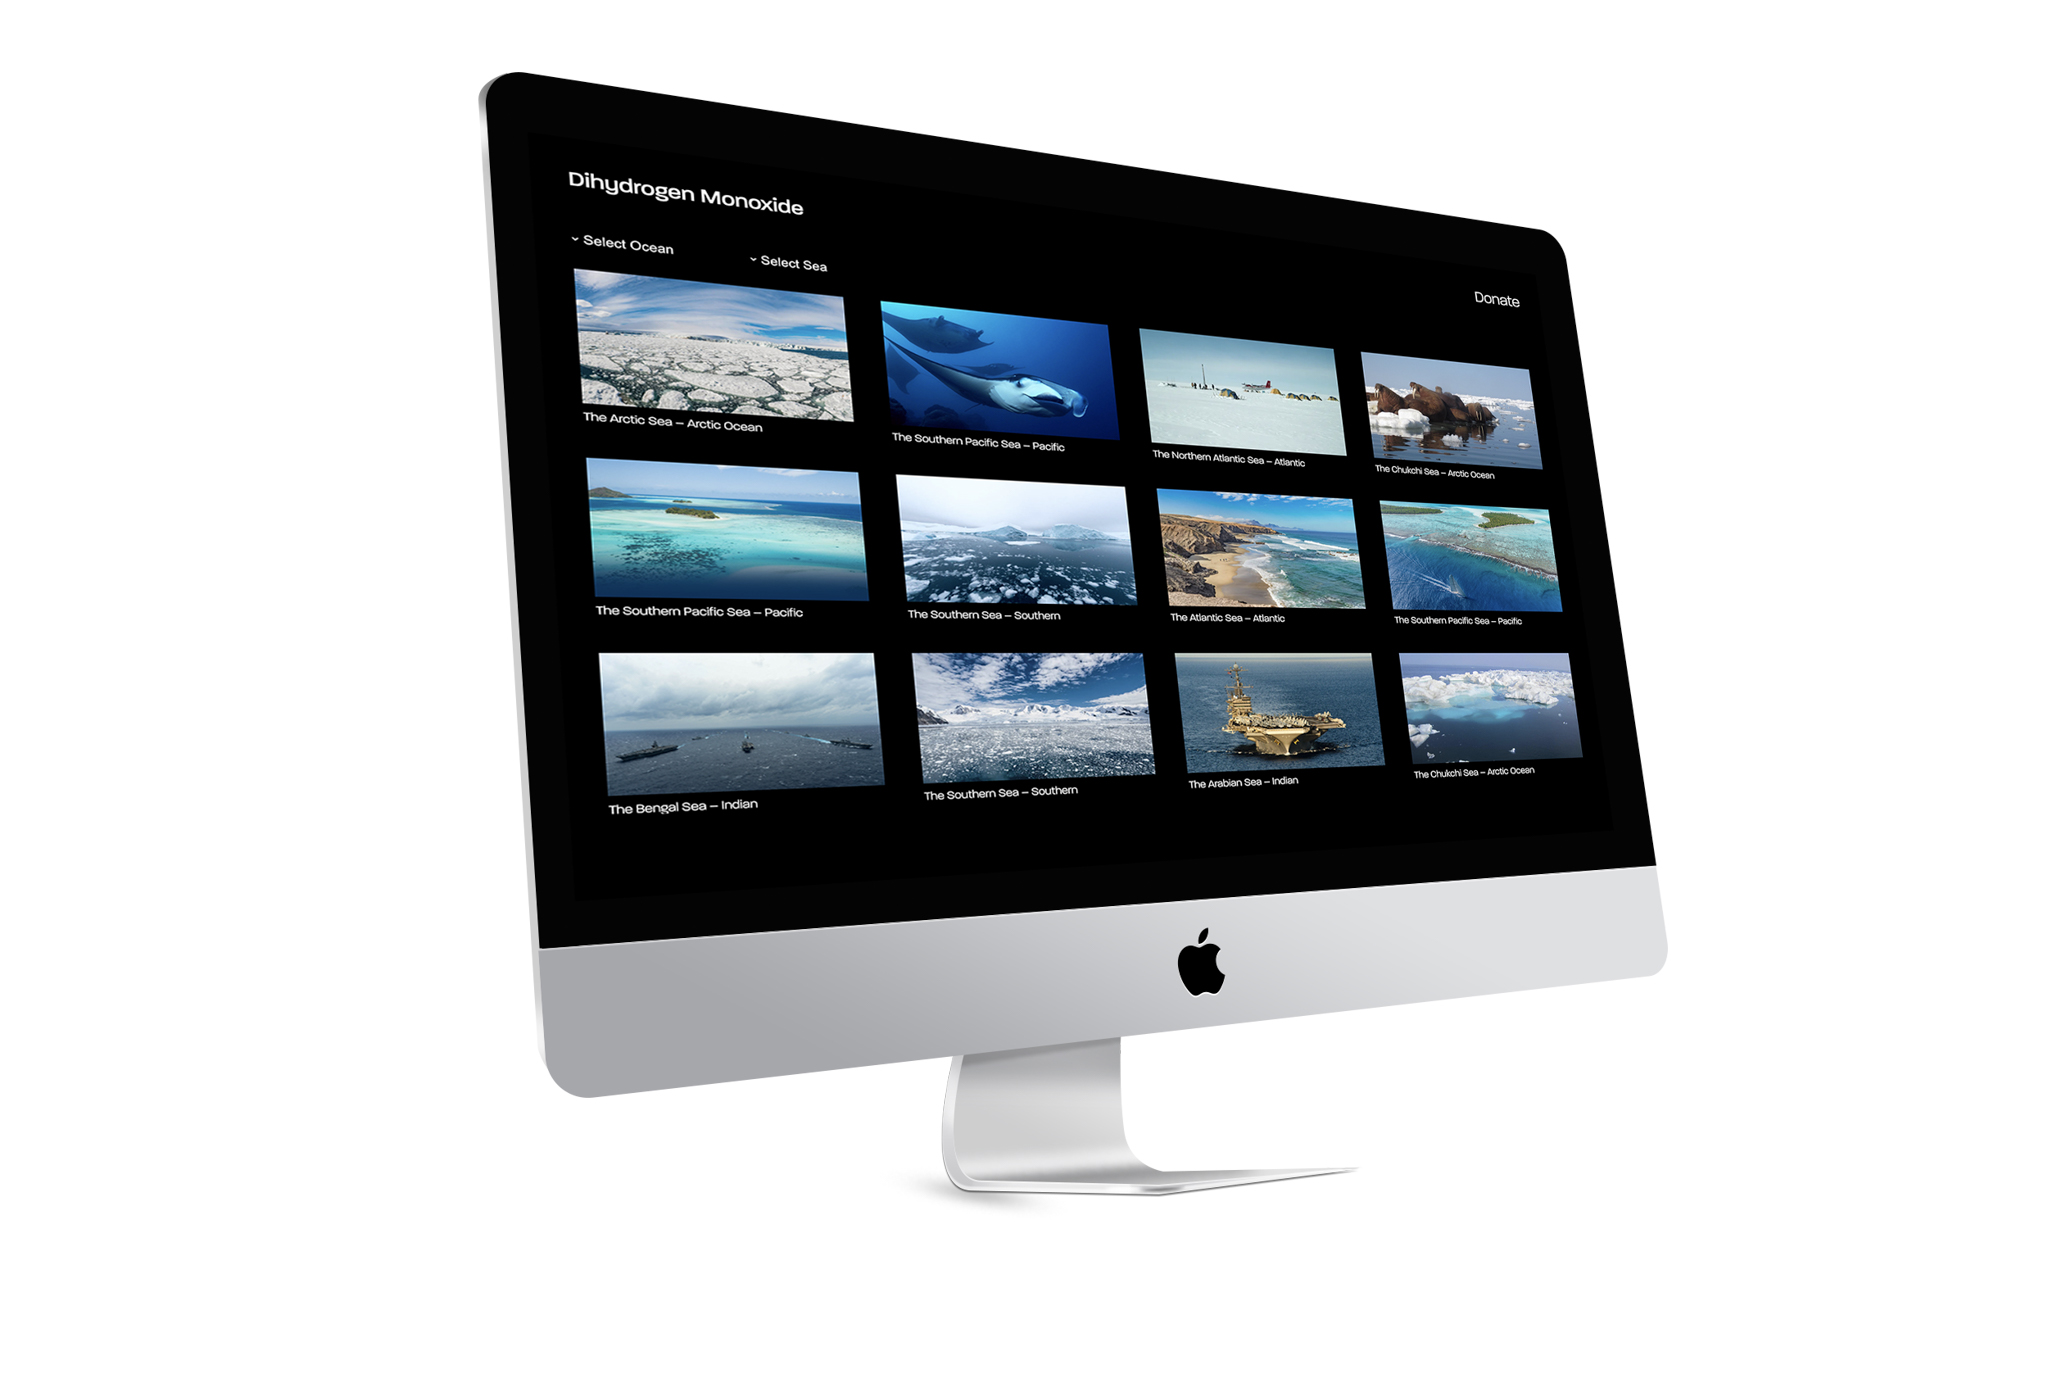 Dihydrogen Monoxide
Select Ocean
Select Sea
Donate
The Arctic Sea – Arctic Ocean
The Southern Pacific Sea – Pacific
The Northern Atlantic Sea – Atlantic
The Chukchi Sea – Arctic Ocean
The Southern Pacific Sea – Pacific
The Southern Sea – Southern
The Atlantic Sea – Atlantic
The Southern Pacific Sea – Pacific
The Bengal Sea – Indian
The Southern Sea – Southern
The Arabian Sea – Indian
The Chukchi Sea – Arctic Ocean